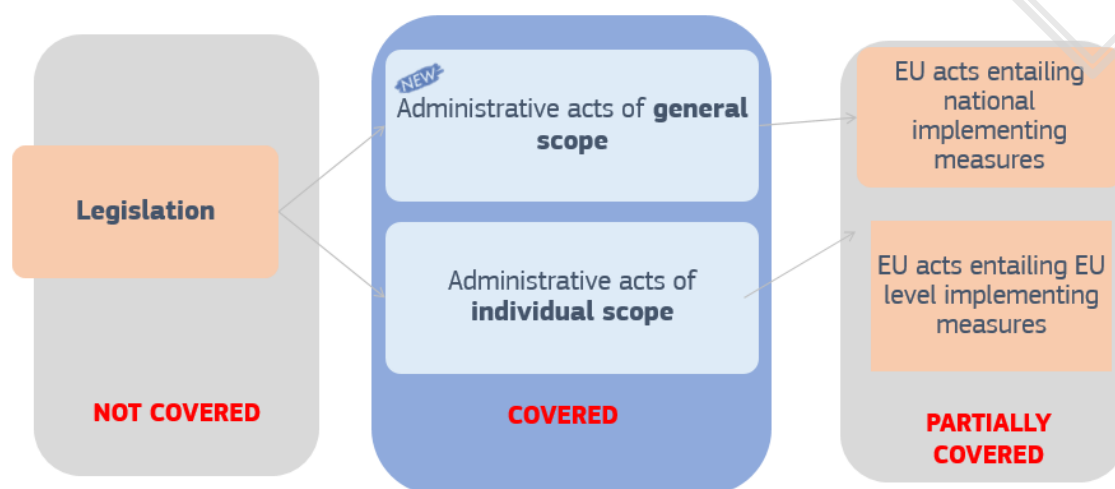 Legislation
NOT COVERED
NEW
Administrative acts of general
scope
Administrative acts of
individual scope
COVERED
EU acts entailing
national
implementing
measures
EU acts entailing EU
level implementing
measures
PARTIALLY
COVERED